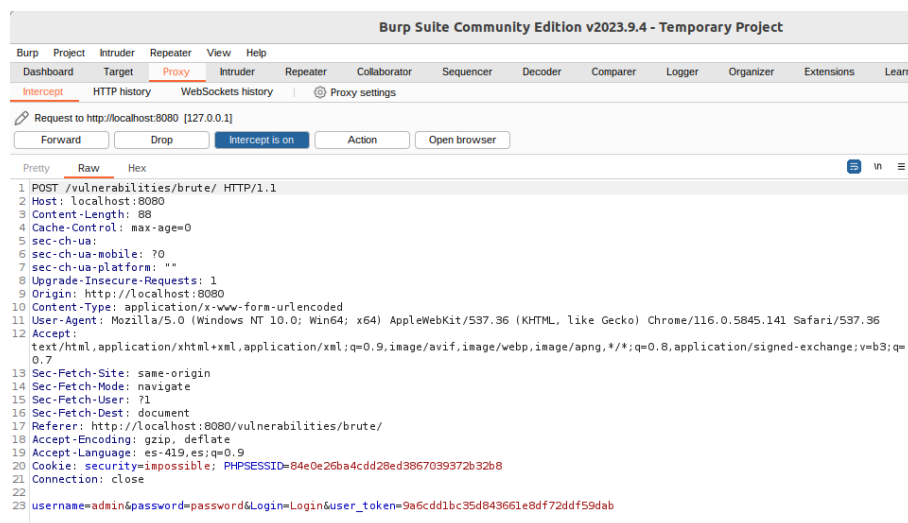 Burp Suite Community Edition v2023.9.4 - Temporary Project
Burp Project Intruder Repeater View Help
Dashboard Target Proxy Intruder Repeater Collaborator Sequencer Decoder Comparer Logger Organizer Extensions Learn
Intercept HTTP history WebSockets history Proxy settings
Request to http://localhost:8080 [127.0.0.1]
Forward Drop Intercept is on Action Open browser
Pretty Raw Hex \n
1 POST /vulnerabilities/brute/ HTTP/1.1
2 Host: localhost:8080
3 Content-Length: 88
4 Cache-Control: max-age=0
5 sec-ch-ua:
6 sec-ch-ua-mobile: ?0
7 sec-ch-ua-platform: ""
8 Upgrade-Insecure-Requests: 1
9 Origin: http://localhost:8080
10 Content-Type: application/x-www-form-urlencoded
11 User-Agent: Mozilla/5.0 (Windows NT 10.0; Win64; x64) AppleWebKit/537.36 (KHTML, like Gecko) Chrome/116.0.5845.141 Safari/537.36
12 Accept:
text/html,application/xhtml+xml,application/xml;q=0.9,image/avif,image/webp,image/apng,*/*;q=0.8,application/signed-exchange;v=b3;q=
0.7
13 Sec-Fetch-Site: same-origin
14 Sec-Fetch-Mode: navigate
15 Sec-Fetch-User: ?1
16 Sec-Fetch-Dest: document
17 Referer: http://localhost:8080/vulnerabilities/brute/
18 Accept-Encoding: gzip, deflate
19 Accept-Language: es-419,es;q=0.9
20 Cookie: security=impossible; PHPSESSID=84e0e26ba4cdd28ed3867039372b32b8
21 Connection: close
22
23 username=admin&password=password&Login=Login&user_token=9a6cdd1bc35d843661e8df72ddf59dab